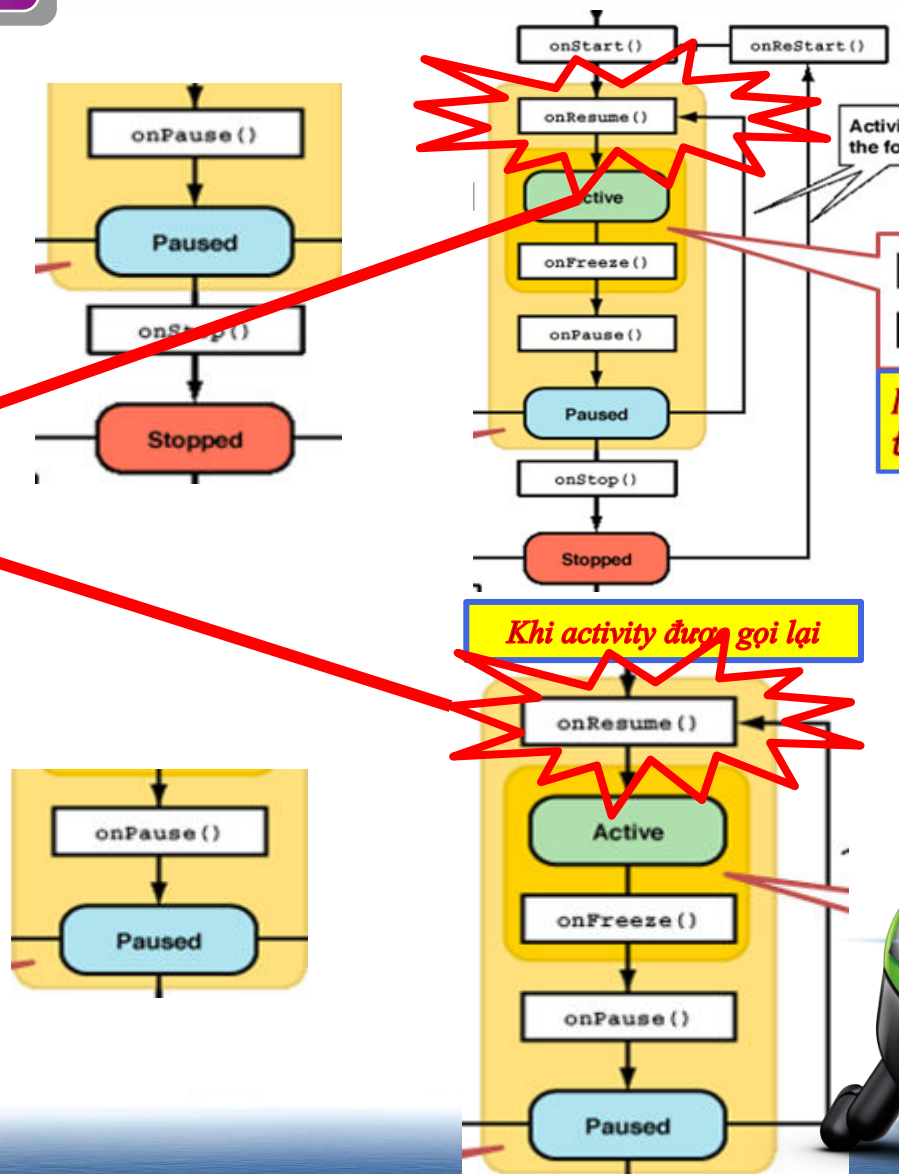 onPause()
Paused
onStop()
Stopped
onStart()
onReStart()
onResume()
Active
onFreeze()
onPause()
Paused
onStop()
Stopped
Khi activity được gọi lại
onResume()
Active
onFreeze()
onPause()
Paused
onPause()
Paused